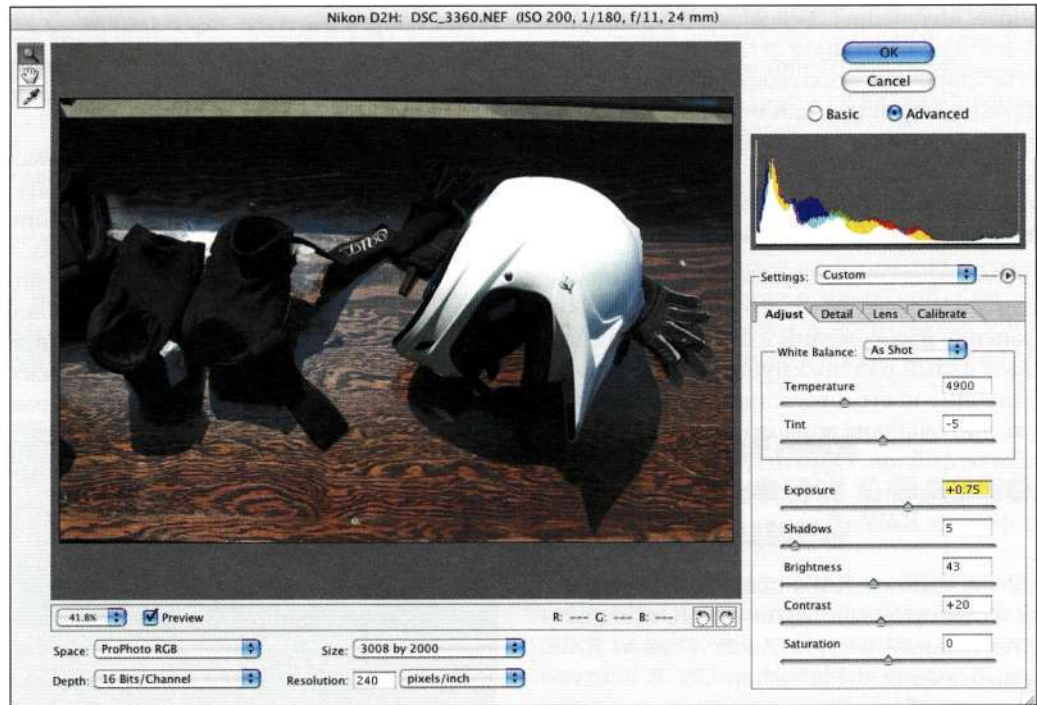 Nikon D2H: DSC_3360.NEF (ISO 200, 1/180, f/11, 24 mm)
OK
Cancel
Basic Advanced
Settings: Custom
Adjust Detail Lens Calibrate
White Balance: As Shot
Temperature 4900
Tint -5
Exposure +0.75
Shadows 5
Brightness 43
Contrast +20
Saturation 0
41.8% Preview R: --- G: --- B: ---
Space: ProPhoto RGB Size: 3008 by 2000
Depth: 16 Bits/Channel Resolution: 240 pixels/inch